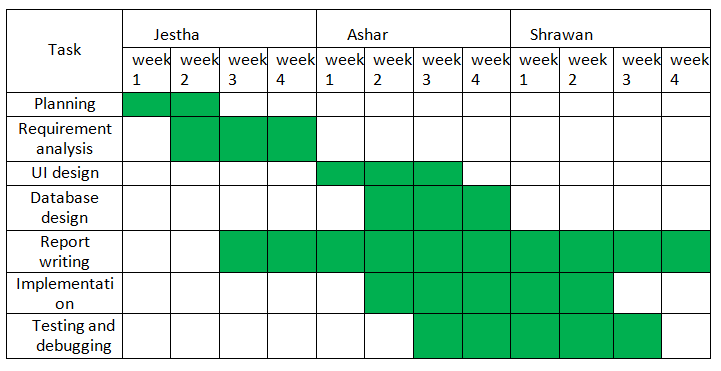 Task
Jestha
Ashar
Shrawan
week
1
week
2
week
3
week
4
week
1
week
2
week
3
week
4
week
1
week
2
week
3
week
4
Planning
Requirement
analysis
UI design
Database
design
Report
writing
Implementati
on
Testing and
debugging